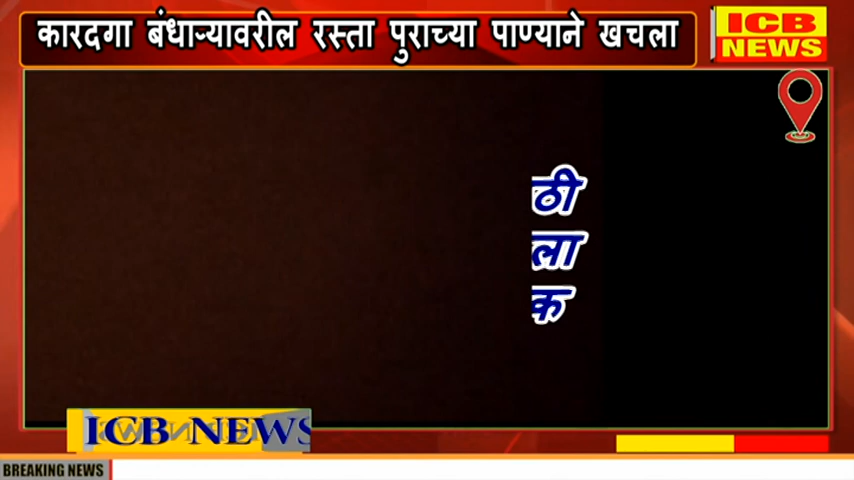 कारदगा बंधाऱ्यावरील रस्ता पुराच्या पाण्याने खचला
ICB
NEWS
ठी
ला
क
ICB NEWS
BREAKING NEWS